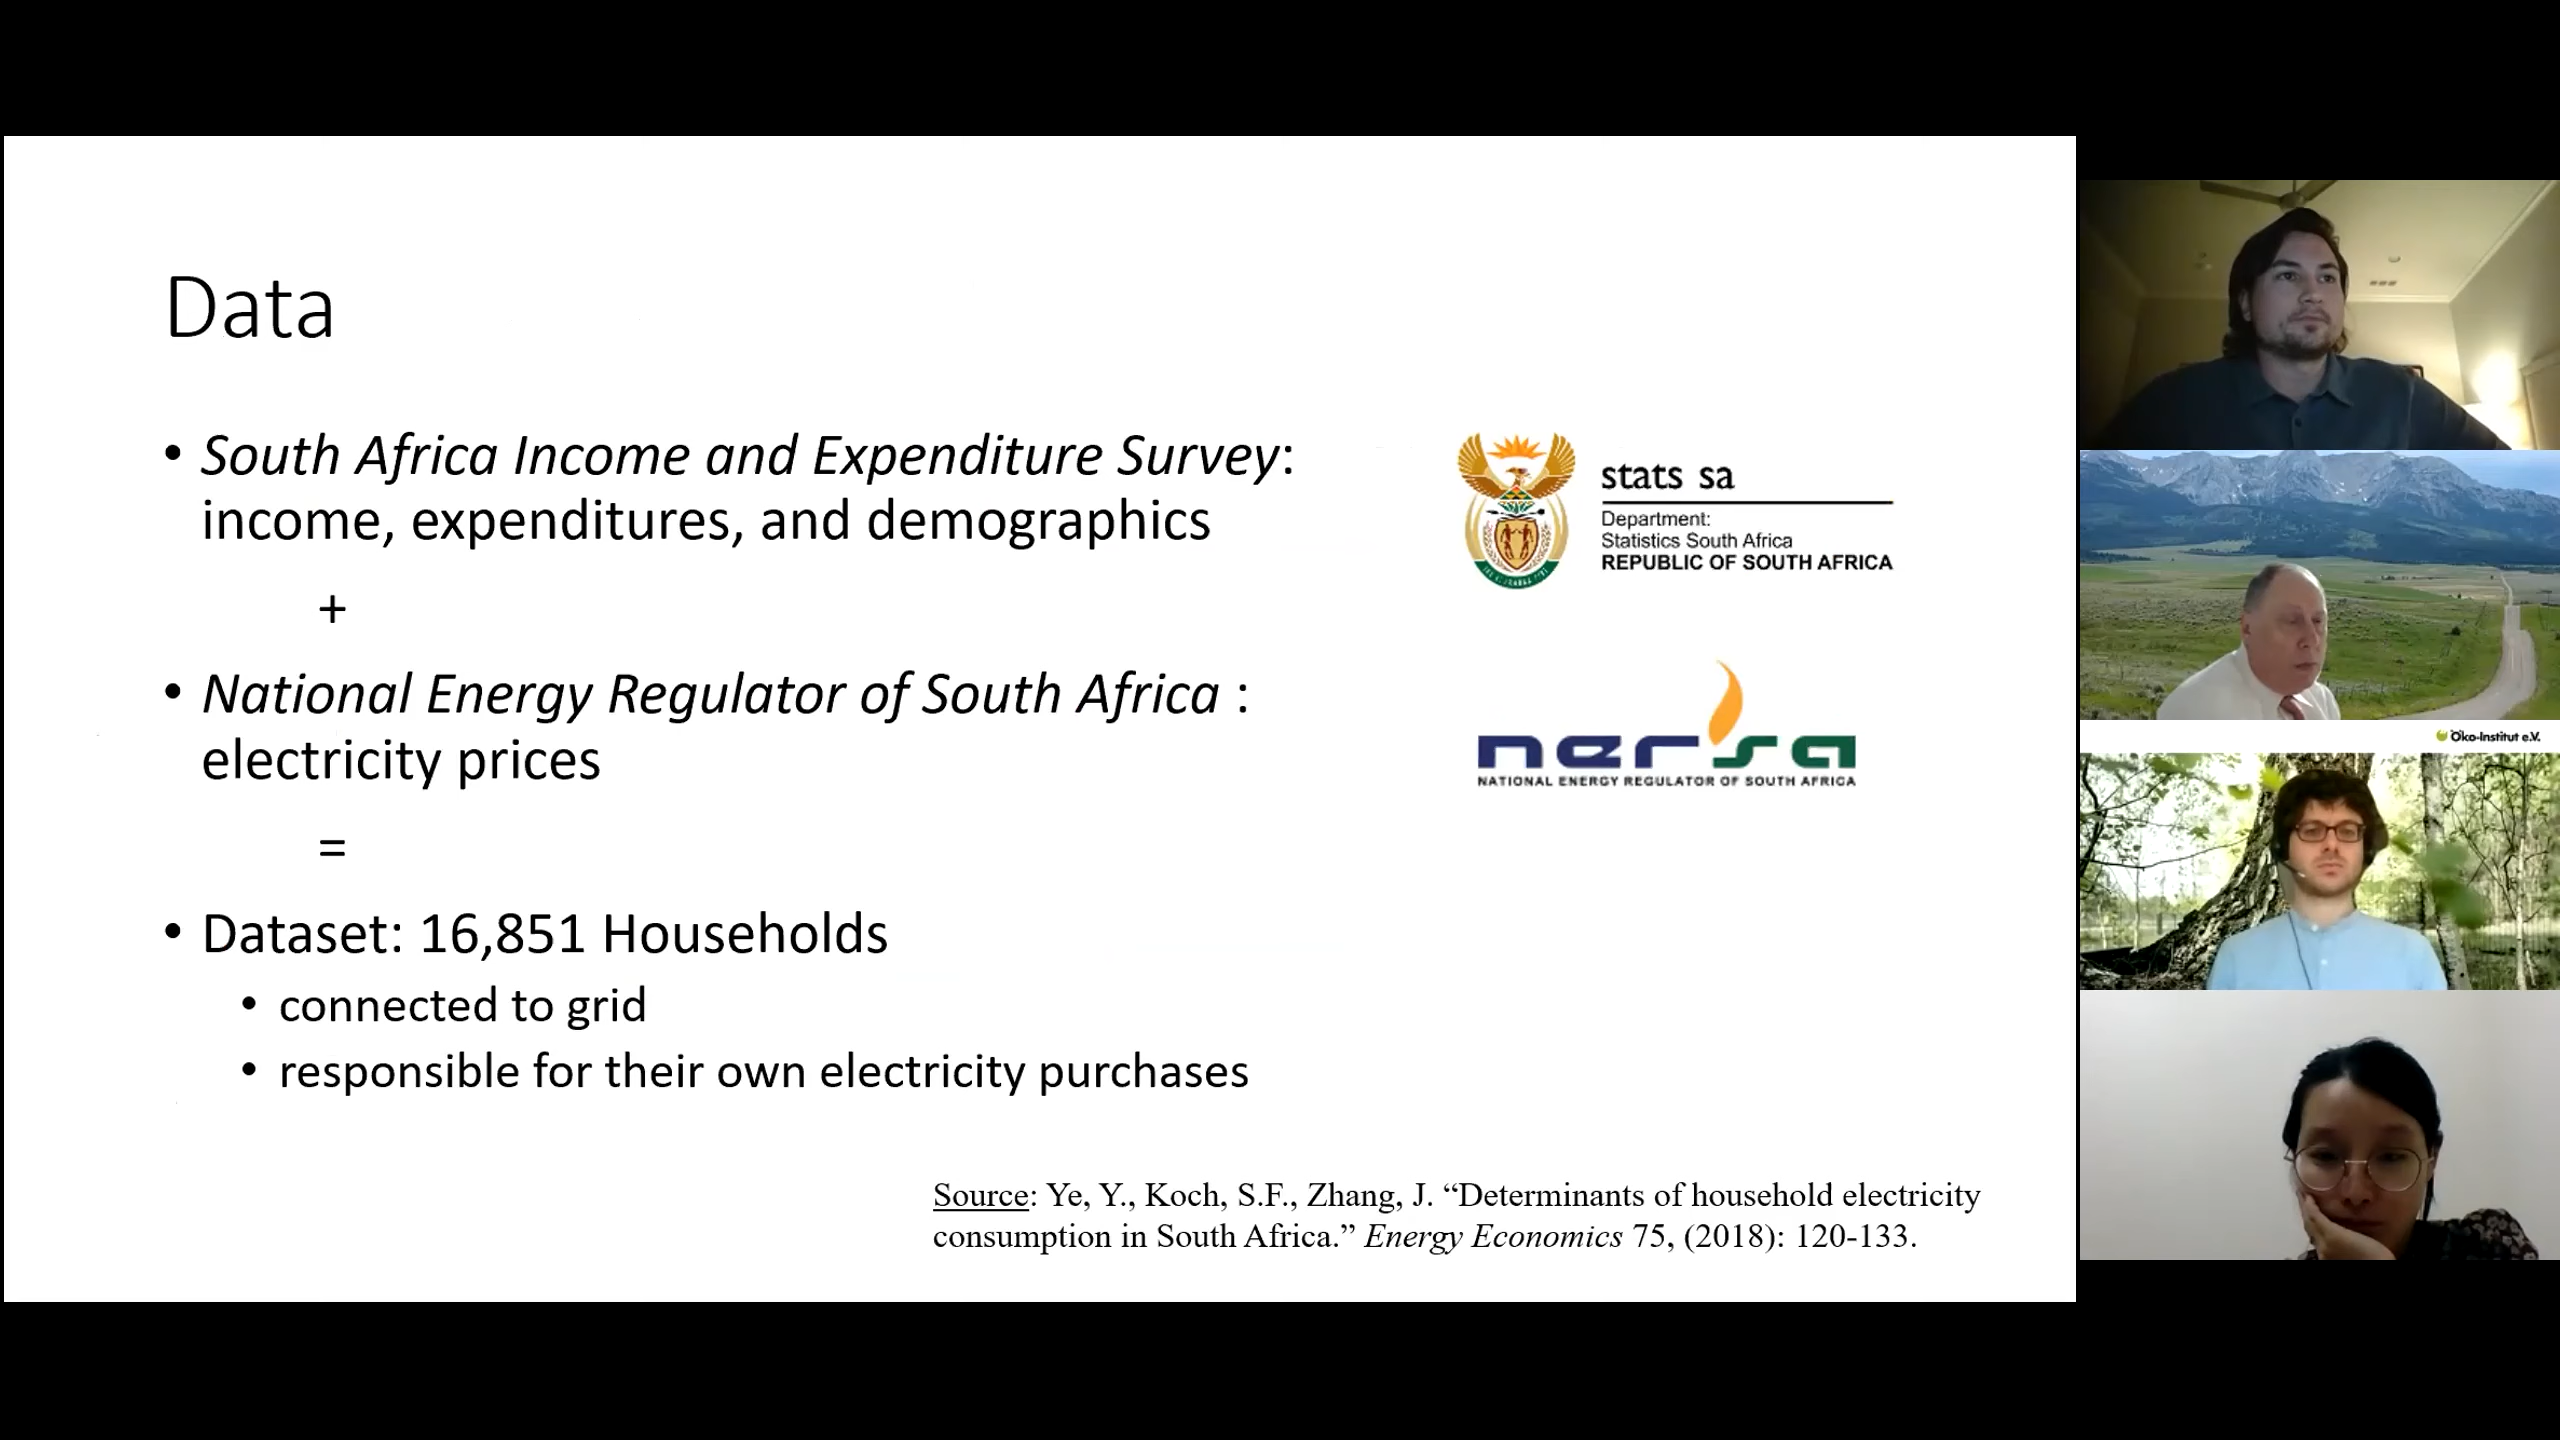 Data
• South Africa Income and Expenditure Survey:
income, expenditures, and demographics
+
• National Energy Regulator of South Africa :
electricity prices
=
• Dataset: 16,851 Households
• connected to grid
• responsible for their own electricity purchases
stats sa
Department:
Statistics South Africa
REPUBLIC OF SOUTH AFRICA
nersa
NATIONAL ENERGY REGULATOR OF SOUTH AFRICA
Source: Ye, Y., Koch, S.F., Zhang, J. “Determinants of household electricity
consumption in South Africa.” Energy Economics 75, (2018): 120-133.
Öko-Institut e.V.